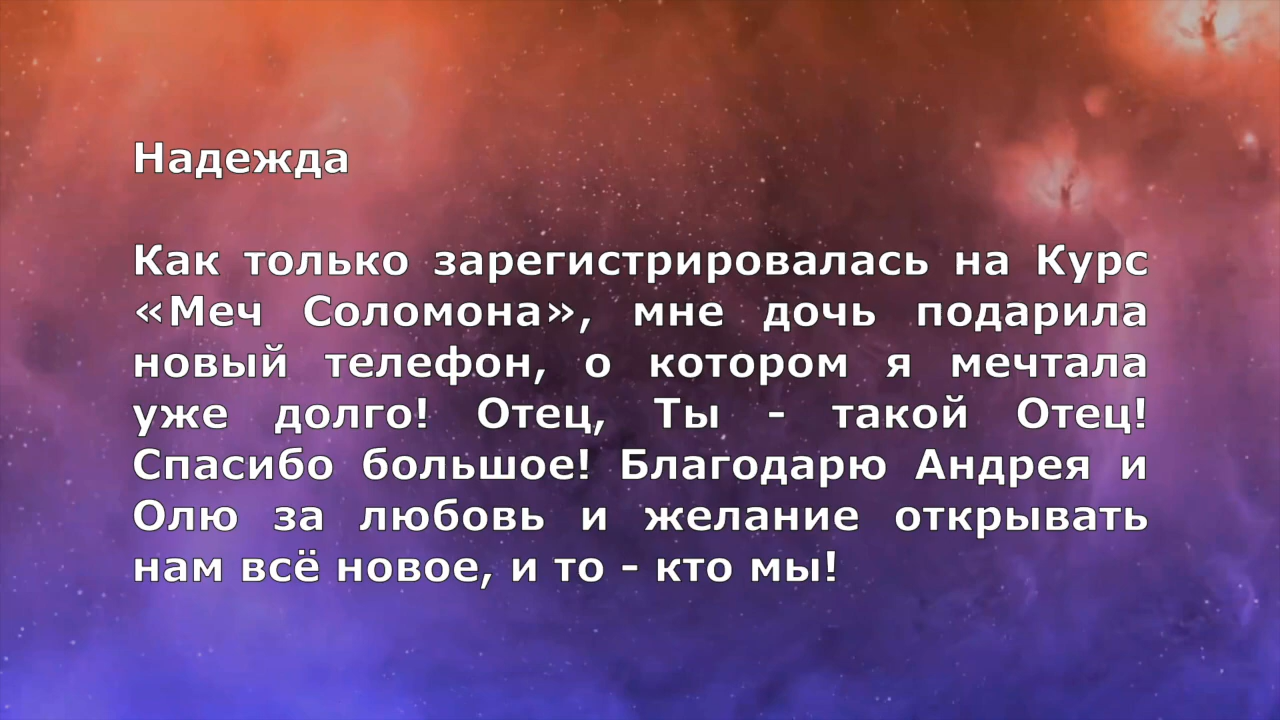 Надежда
Как только зарегистрировалась на Курс
«Меч Соломона», мне дочь подарила
новый телефон, о котором я мечтала
уже долго! Отец, Ты - такой Отец!
Спасибо большое! Благодарю Андрея и
Олю за любовь и желание открывать
нам всё новое, и то - кто мы!